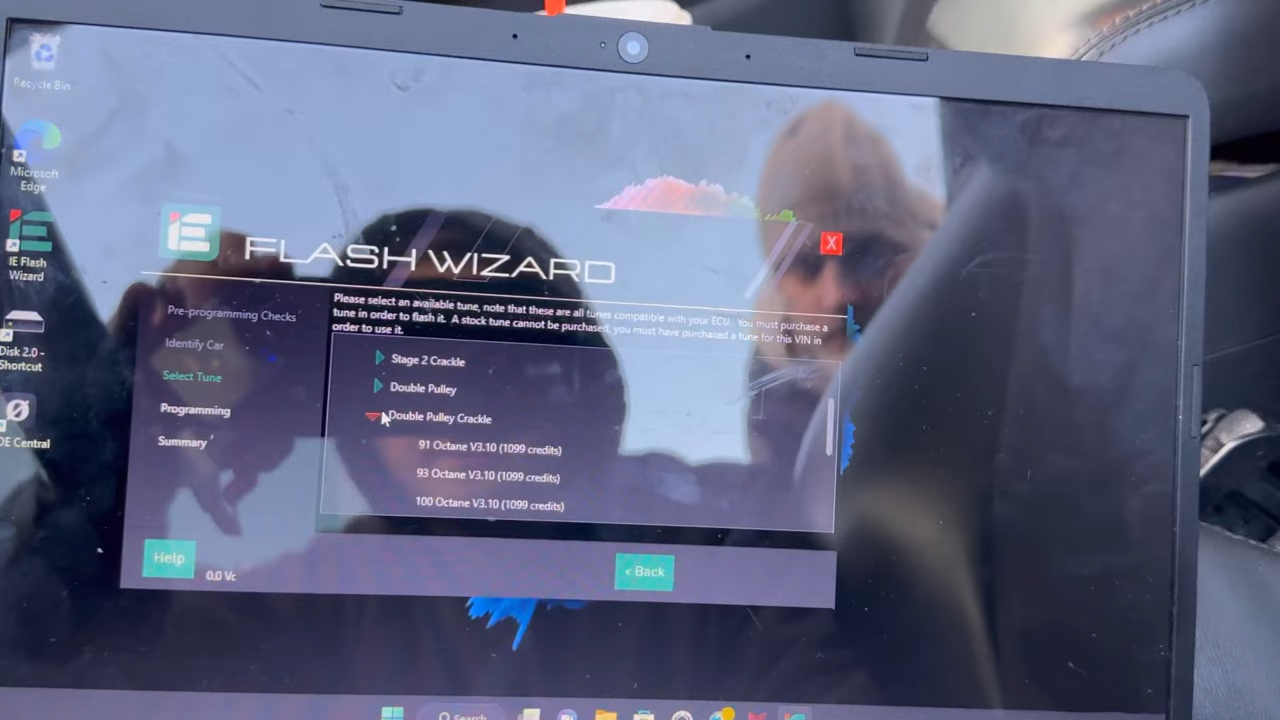 Recycle Bin
Microsoft
Edge
IE Flash
Wizard
Disk 2.0 -
Shortcut
DE Central
IE
FLASH WIZARD
X
Pre-programming Checks
Identify Car
Select Tune
Programming
Summary
Please select an available tune, note that these are all tunes compatible with your ECU. You must purchase a
tune in order to flash it. A stock tune cannot be purchased, you must have purchased a tune for this VIN in
order to use it.
Stage 2 Crackle
Double Pulley
Double Pulley Crackle
91 Octane V3.10 (1099 credits)
93 Octane V3.10 (1099 credits)
100 Octane V3.10 (1099 credits)
Help
0.0 Vc
< Back
Search